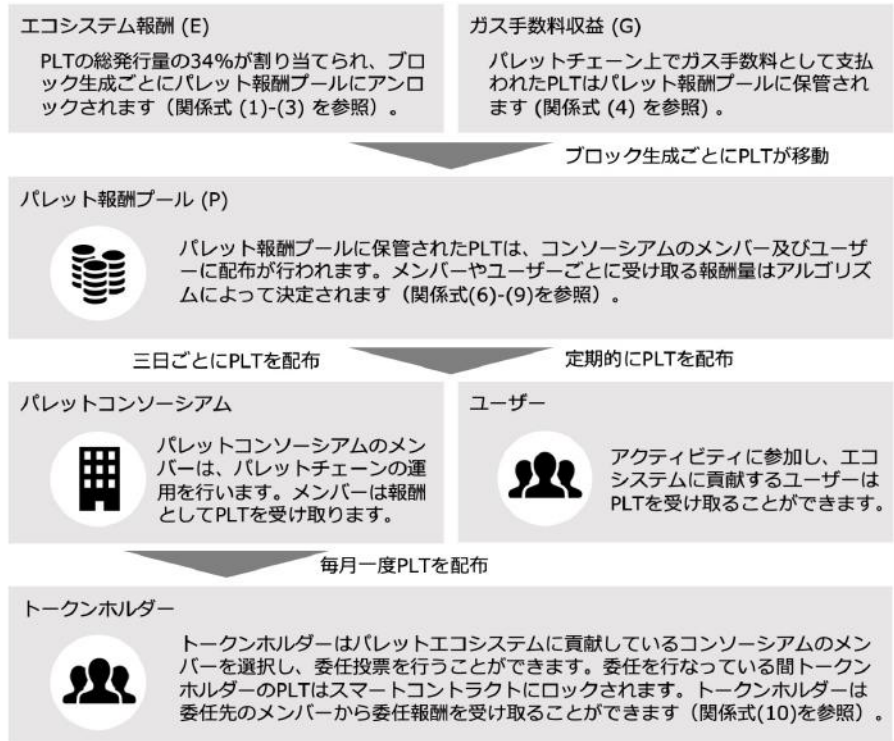 エコシステム報酬 (E)
PLTの総発行量の34%が割り当てられ、ブロ
ック生成ごとにパレット報酬プールにアンロ
ックされます（関係式 (1)-(3) を参照）。
ガス手数料収益 (G)
パレットチェーン上でガス手数料として支払
われたPLTはパレット報酬プールに保管され
ます (関係式 (4) を参照) 。
ブロック生成ごとにPLTが移動
パレット報酬プール (P)
パレット報酬プールに保管されたPLTは、コンソーシアムのメンバー及びユーザ
ーに配布が行われます。メンバーやユーザーごとに受け取る報酬量はアルゴリズ
ムによって決定されます（関係式(6)-(9)を参照）。
三日ごとにPLTを配布
定期的にPLTを配布
パレットコンソーシアム
パレットコンソーシアムのメン
バーは、パレットチェーンの運
用を行います。メンバーは報酬
としてPLTを受け取ります。
ユーザー
アクティビティに参加し、エコ
システムに貢献するユーザーは
PLTを受け取ることができます。
毎月一度PLTを配布
トークンホルダー
トークンホルダーはパレットエコシステムに貢献しているコンソーシアムのメン
バーを選択し、委任投票を行うことができます。委任を行なっている間トークン
ホルダーのPLTはスマートコントラクトにロックされます。トークンホルダーは
委任先のメンバーから委任報酬を受け取ることができます（関係式(10)を参照）。